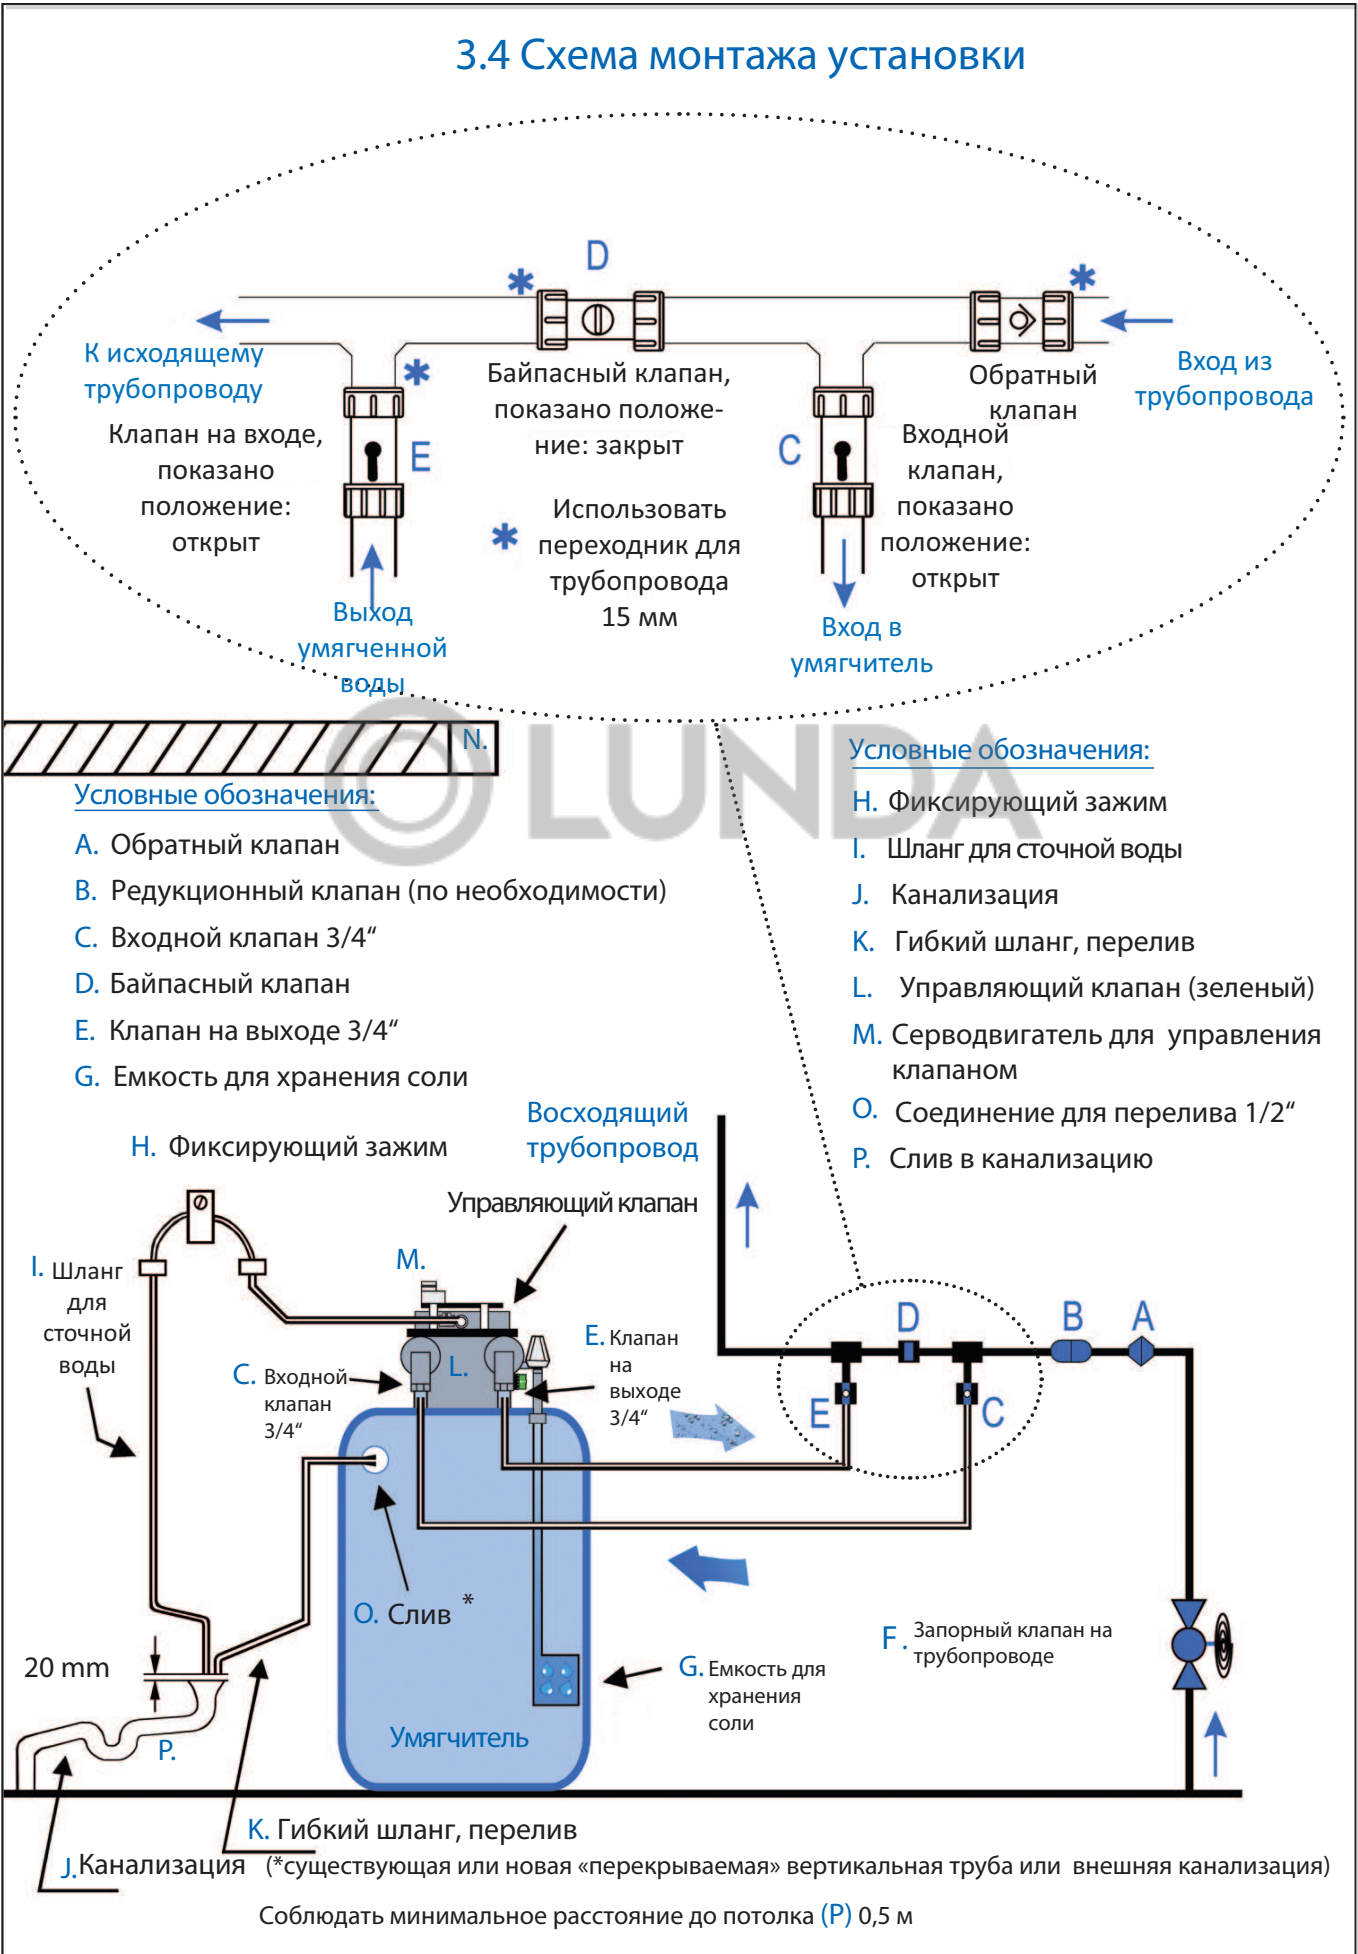 3.4 Схема монтажа установки
D
К исходящему
трубопроводу
Байпасный клапан,
показано положе-
ние: закрыт
Обратный
клапан
Вход из
трубопровода
Клапан на входе,
показано
положение:
открыт
E
C
Входной
клапан,
показано
положение:
открыт
* Использовать
переходник для
трубопровода
15 мм
Выход
умягченной
воды
Вход в
умягчитель
LUNDA
N.
Условные обозначения:
A. Обратный клапан
B. Редукционный клапан (по необходимости)
C. Входной клапан 3/4“
D. Байпасный клапан
E. Клапан на выходе 3/4“
G. Емкость для хранения соли
H. Фиксирующий зажим
Условные обозначения:
H. Фиксирующий зажим
I. Шланг для сточной воды
J. Канализация
K. Гибкий шланг, перелив
L. Управляющий клапан (зеленый)
M. Серводвигатель для управления
клапаном
O. Соединение для перелива 1/2“
P. Слив в канализацию
Восходящий
трубопровод
Управляющий клапан
M.
I. Шланг
для
сточной
воды
C. Входной
клапан
3/4“
L.
E. Клапан
на
выходе
3/4“
D
B
A
E
C
O. Слив *
F. Запорный клапан на
трубопроводе
G. Емкость для
хранения
соли
20 mm
P.
Умягчитель
K. Гибкий шланг, перелив
J. Канализация (*существующая или новая «перекрываемая» вертикальная труба или внешняя канализация)
Соблюдать минимальное расстояние до потолка (P) 0,5 м